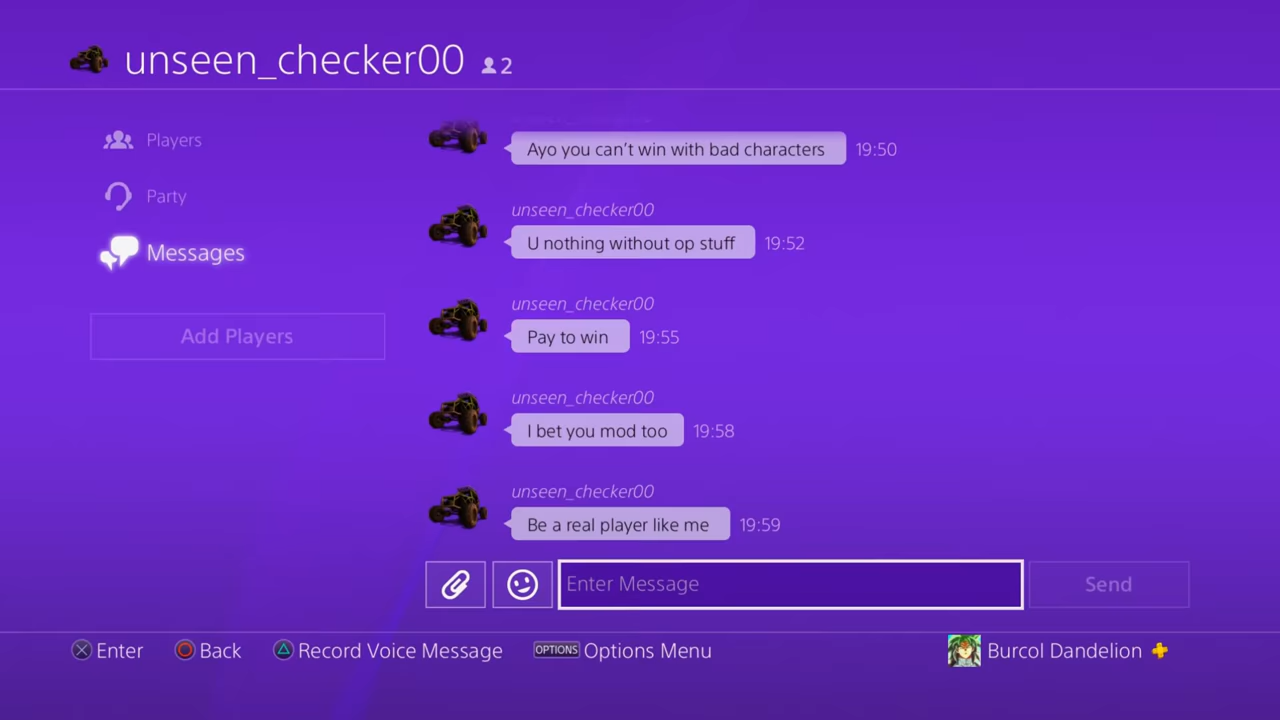 unseen_checker00 2
Players
Party
Messages
Add Players
Ayo you can't win with bad characters 19:50
unseen_checker00
U nothing without op stuff 19:52
unseen_checker00
Pay to win 19:55
unseen_checker00
I bet you mod too 19:58
unseen_checker00
Be a real player like me 19:59
Enter Message
Send
Enter Back Record Voice Message OPTIONS Options Menu Burcol Dandelion